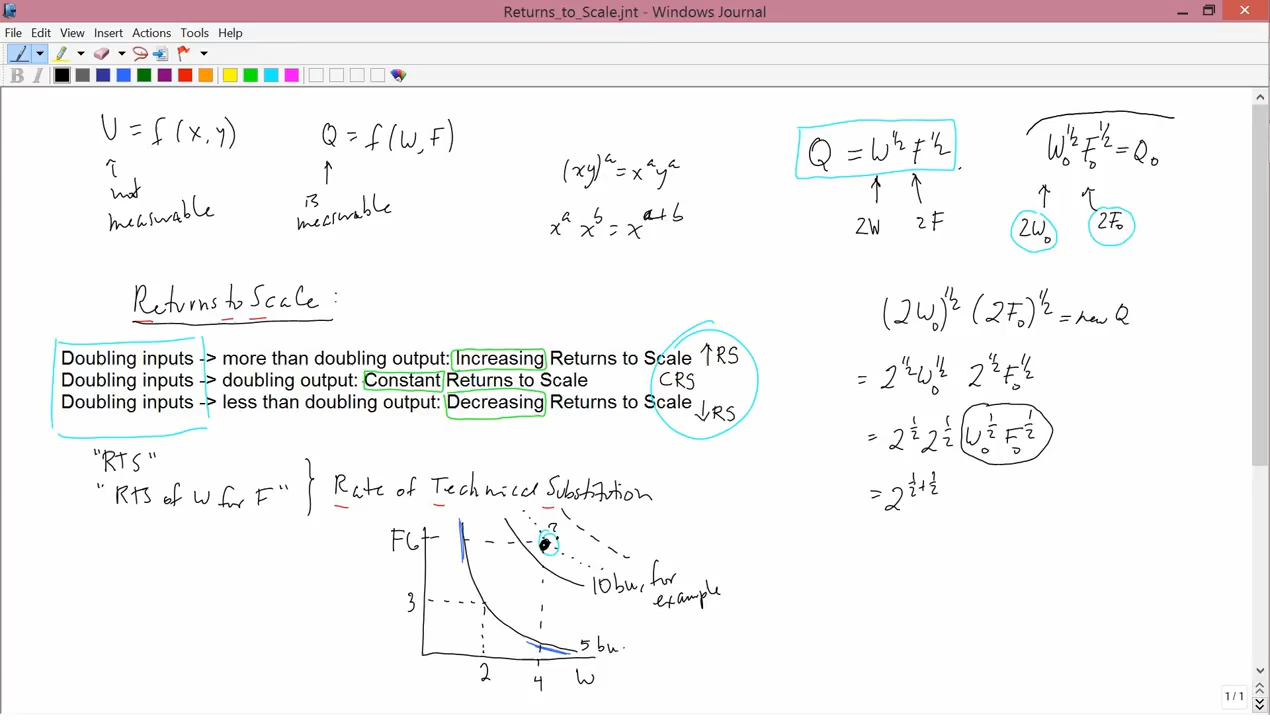 Returns_to_Scale.jnt - Windows Journal
File Edit View Insert Actions Tools Help
B I
U = f(x,y)
↑
not
measurable
Q = f(W,F)
↑
is
measurable
(xy)^a = x^a y^a
x^a x^b = x^{a+b}
Q = W^{1/2} F^{1/2}.
2W 2F
W₀^{1/2} F₀^{1/2} = Q₀
2W₀ 2F₀
Returns to Scale :
Doubling inputs -> more than doubling output: Increasing Returns to Scale ↑RS
Doubling inputs -> doubling output: Constant Returns to Scale CRS
Doubling inputs -> less than doubling output: Decreasing Returns to Scale ↓RS
(2W₀)^{1/2} (2F₀)^{1/2} = new Q
= 2^{1/2} W₀^{1/2} 2^{1/2} F₀^{1/2}
= 2^{1/2} 2^{1/2} W₀^{1/2} F₀^{1/2}
= 2^{1/2+1/2}
"RTS"
"RTS of W for F" } Rate of Technical Substitution
F 6
?
3
10 bu, for
example
5 bu.
2 4 W
1 / 1